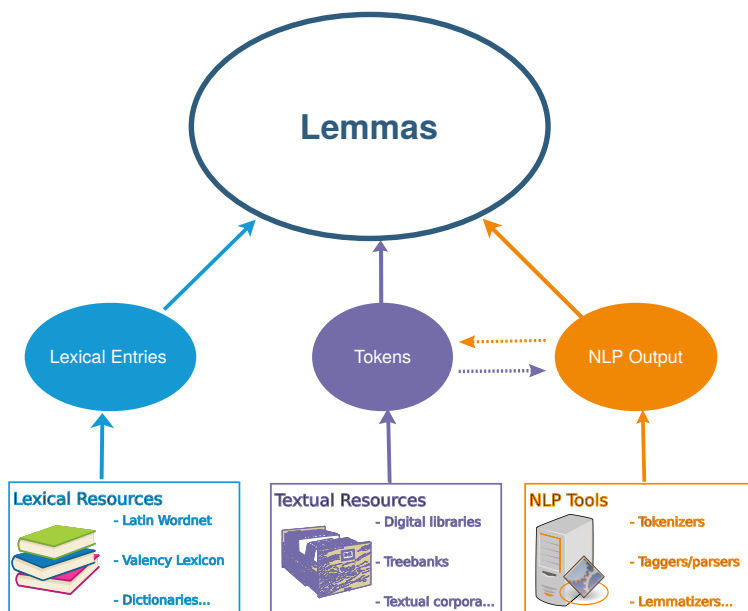 Lemmas
Lexical Entries
Tokens
NLP Output
Lexical Resources
- Latin Wordnet
- Valency Lexicon
- Dictionaries...
Textual Resources
- Digital libraries
- Treebanks
- Textual corpora...
NLP Tools
- Tokenizers
- Taggers/parsers
- Lemmatizers...